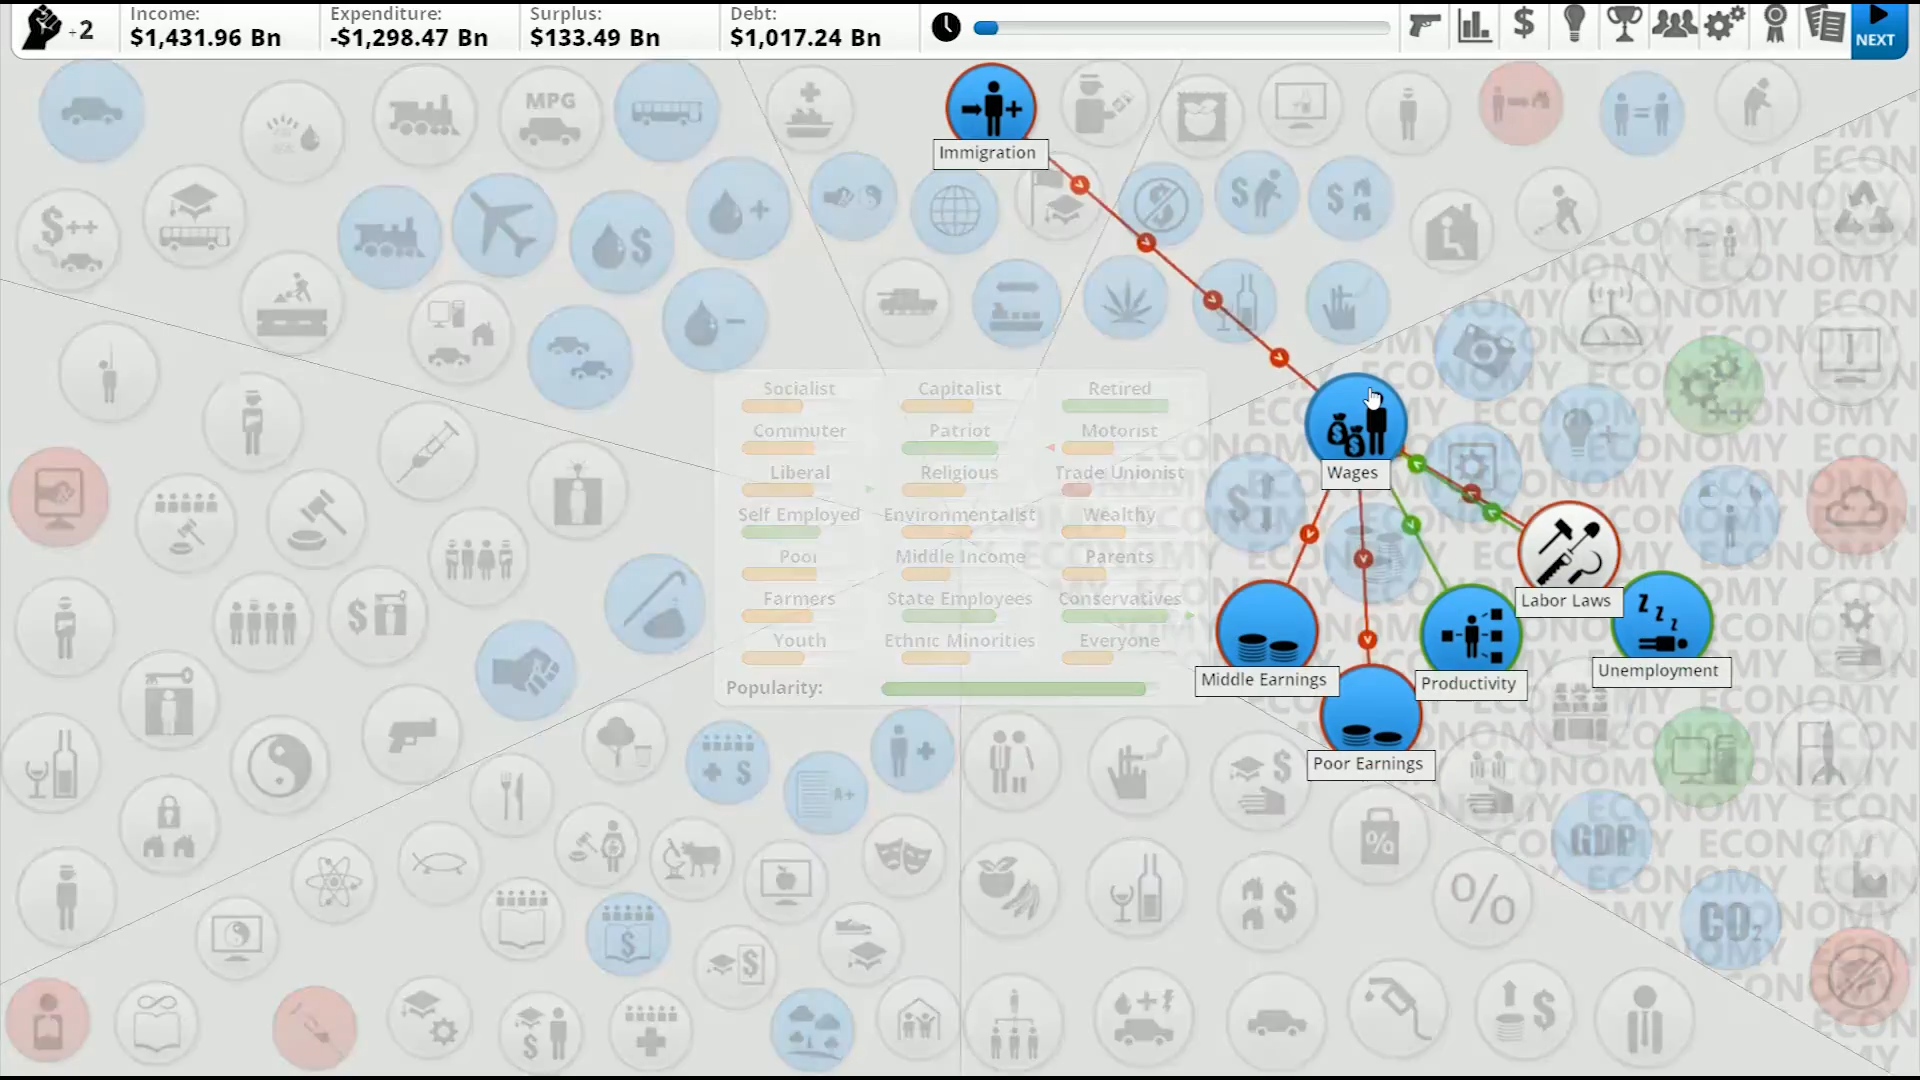 +2
Income:
$1,431.96 Bn
Expenditure:
-$1,298.47 Bn
Surplus:
$133.49 Bn
Debt:
$1,017.24 Bn
NEXT
MPG
Immigration
$++
Socialist Capitalist Retired
Commuter Patriot Motorist
Liberal Religious Trade Unionist
Self Employed Environmentalist Wealthy
Poor Middle Income Parents
Farmers State Employees Conservatives
Youth Ethnic Minorities Everyone
Popularity:
Wages
Labor Laws
Middle Earnings
Productivity
Unemployment
Poor Earnings
GDP
CO2
A+
ECONOMY ECONOMY ECONOMY